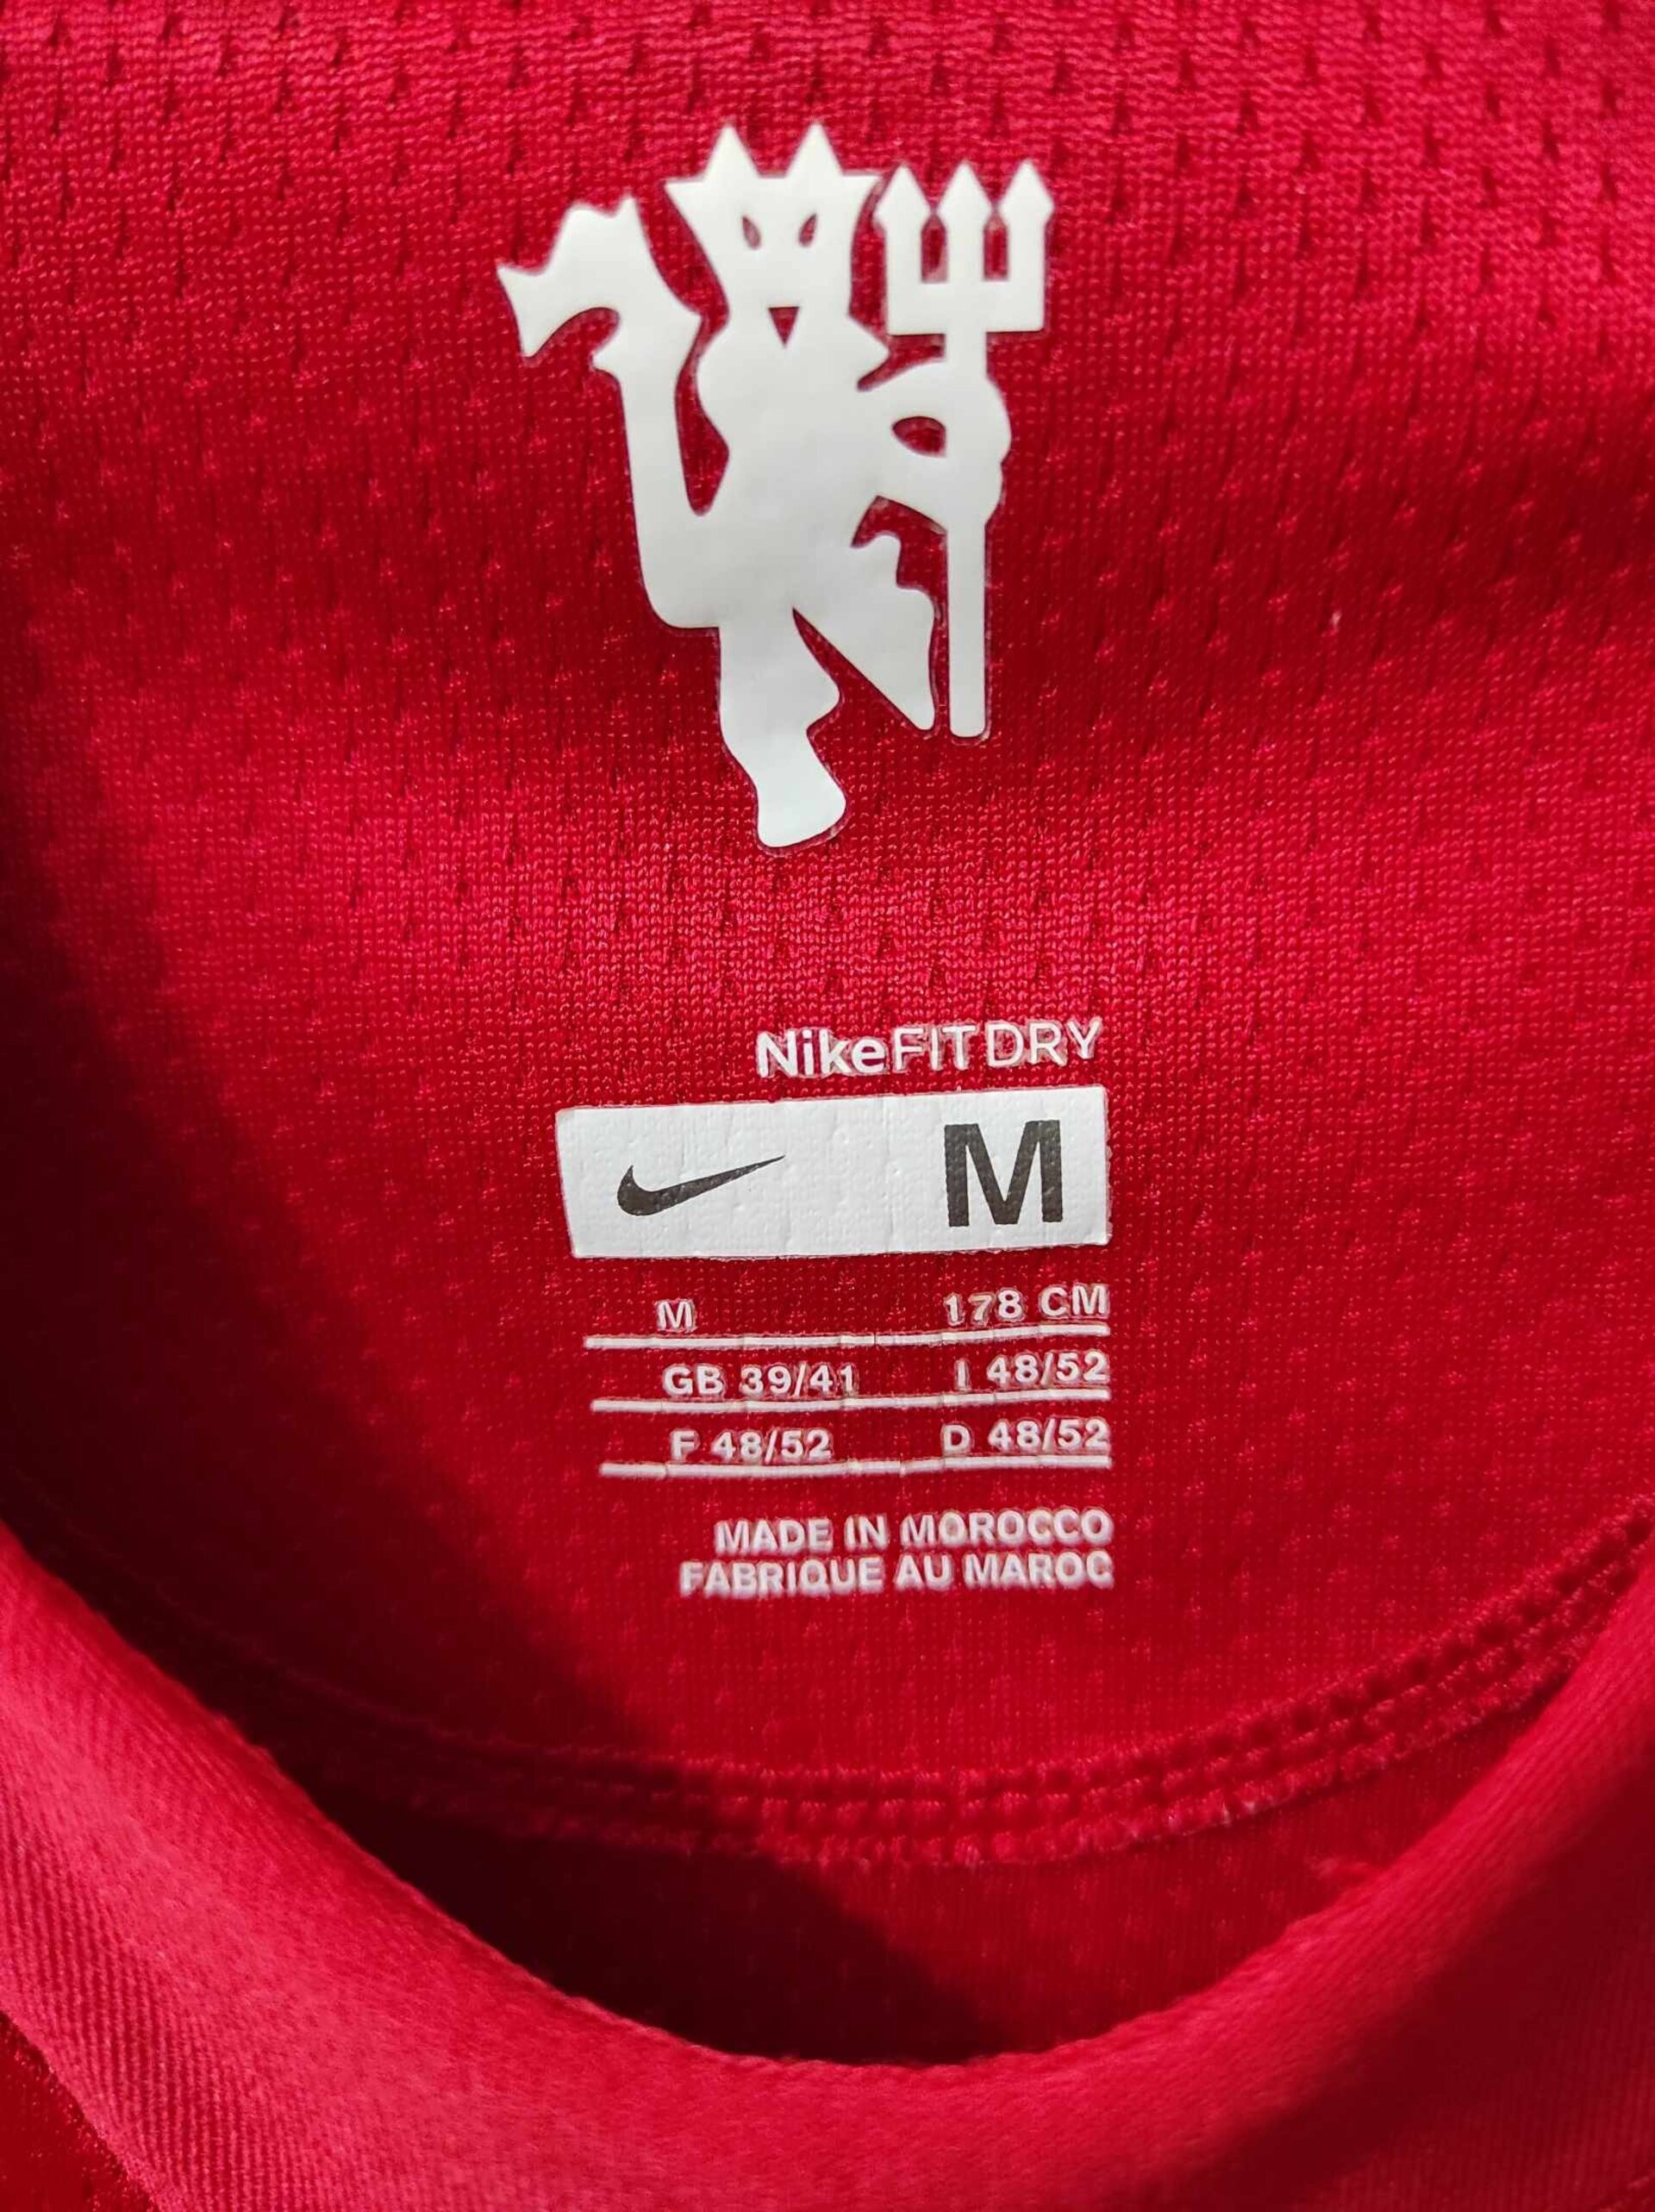 NikeFITDRY
M
M 178 CM
GB 39/41 I 48/52
F 48/52 D 48/52
MADE IN MOROCCO
FABRIQUE AU MAROC